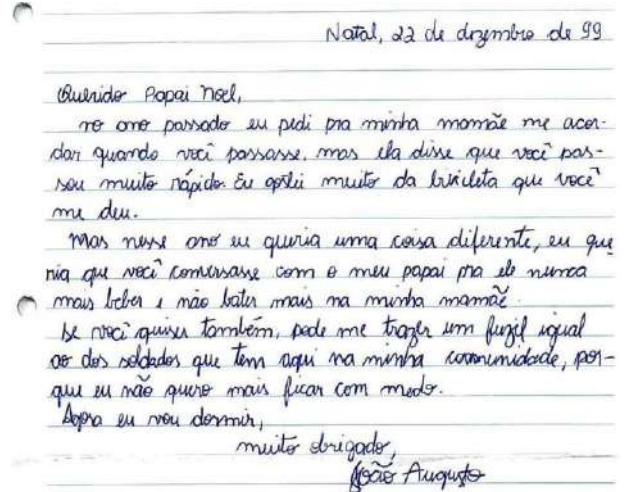 Natal, 22 de dezembro de 99
Querido Papai Noel,
no ano passado eu pedi pra minha mamãe me acor-
dar quando você passasse, mas ela disse que você pas-
sou muito rápido. Eu gostei muito da bicicleta que você
me deu.
Mas nesse ano eu queria uma coisa diferente, eu que
ria que você conversasse com o meu papai pra ele nunca
mais beber e não bater mais na minha mamãe.
Se você quiser também, pode me trazer um fuzil igual
ao dos soldados que tem aqui na minha comunidade, por-
que eu não quero mais ficar com medo.
Agora eu vou dormir,
muito obrigado,
João Augusto